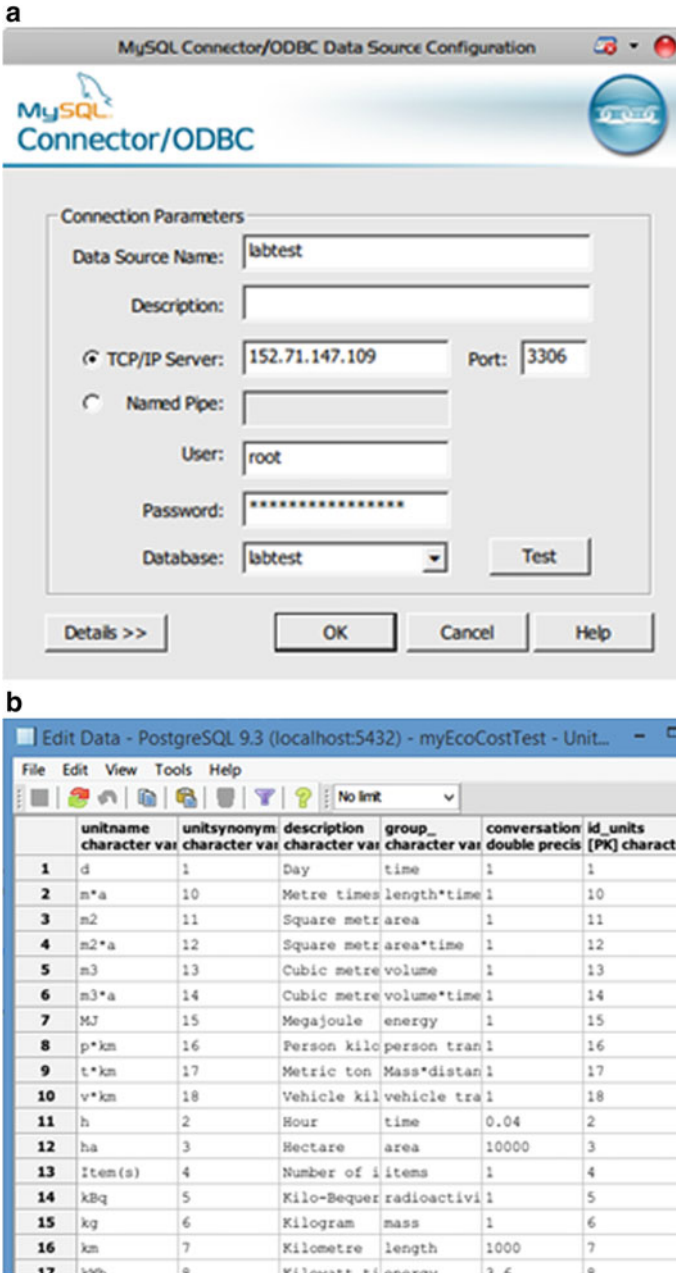 a
MySQL Connector/ODBC Data Source Configuration
MySQL
Connector/ODBC
Connection Parameters
Data Source Name: labtest
Description:
TCP/IP Server: 152.71.147.109 Port: 3306
Named Pipe:
User: root
Password: ****************
Database: labtest Test
Details >> OK Cancel Help
b
Edit Data - PostgreSQL 9.3 (localhost:5432) - myEcoCostTest - Unit...
File Edit View Tools Help
No limit
unitname unitsynonym description group_ conversation id_units
character var character var character var character var double precis [PK] charact
1 d 1 Day time 1 1
2 m*a 10 Metre times length*time 1 10
3 m2 11 Square metr area 1 11
4 m2*a 12 Square metr area*time 1 12
5 m3 13 Cubic metre volume 1 13
6 m3*a 14 Cubic metre volume*time 1 14
7 MJ 15 Megajoule energy 1 15
8 p*km 16 Person kilo person tran 1 16
9 t*km 17 Metric ton Mass*distan 1 17
10 v*km 18 Vehicle kil vehicle tra 1 18
11 h 2 Hour time 0.04 2
12 ha 3 Hectare area 10000 3
13 Item(s) 4 Number of i items 1 4
14 kBq 5 Kilo-Bequer radioactivi 1 5
15 kg 6 Kilogram mass 1 6
16 km 7 Kilometre length 1000 7
17 kWh 8 Kilowatt ti energy 3.6 8